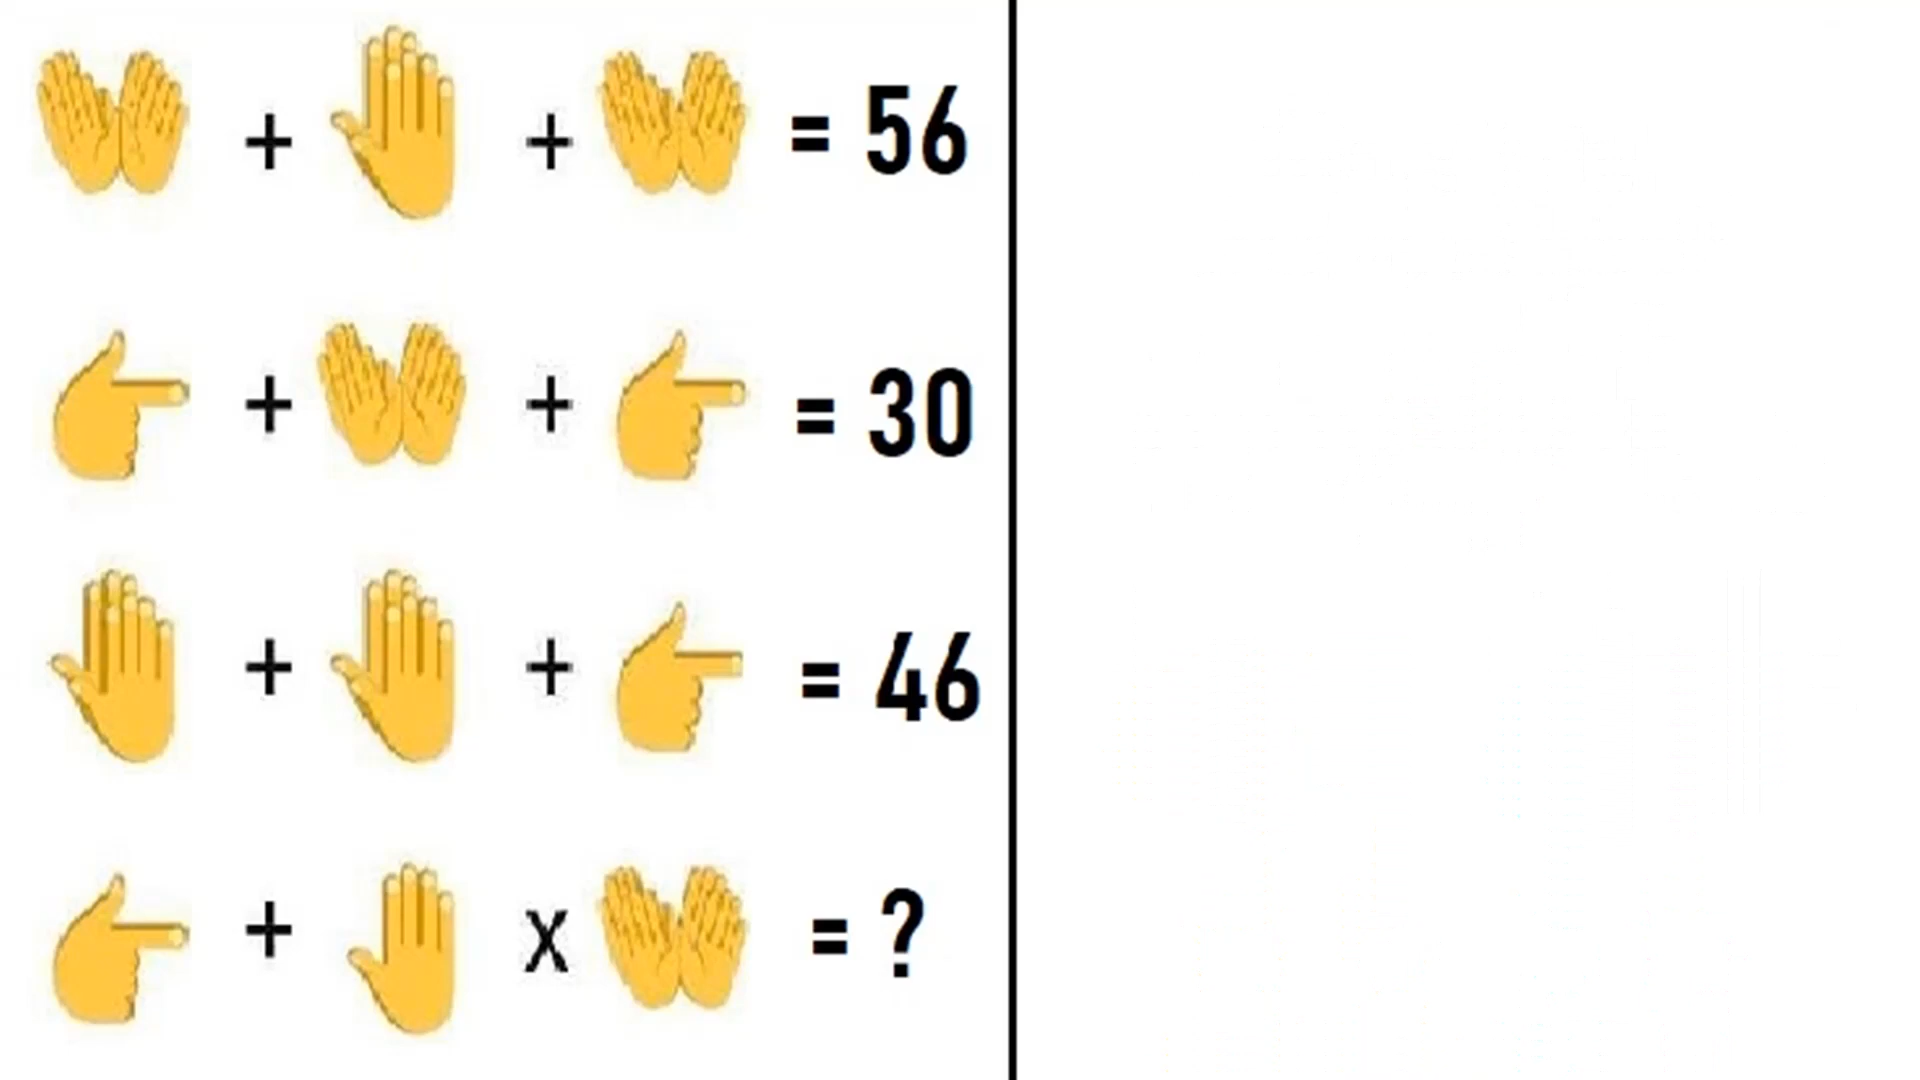 + + = 56
+ + = 30
+ + = 46
+ x = ?